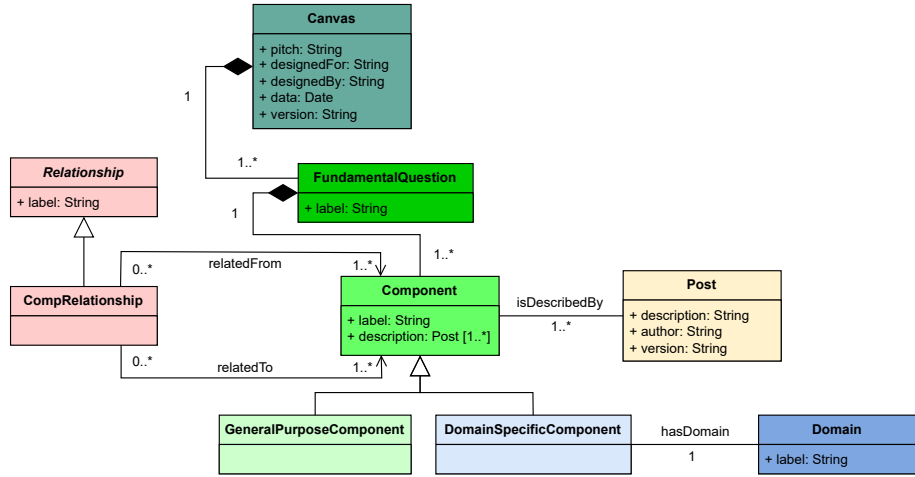 Canvas
+ pitch: String
+ designedFor: String
+ designedBy: String
+ data: Date
+ version: String
1
1..*
Relationship
+ label: String
FundamentalQuestion
+ label: String
1
1..*
0..*
relatedFrom
1..*
CompRelationship
Component
+ label: String
+ description: Post [1..*]
isDescribedBy
1..*
Post
+ description: String
+ author: String
+ version: String
0..*
relatedTo
1..*
GeneralPurposeComponent
DomainSpecificComponent
hasDomain
1
Domain
+ label: String